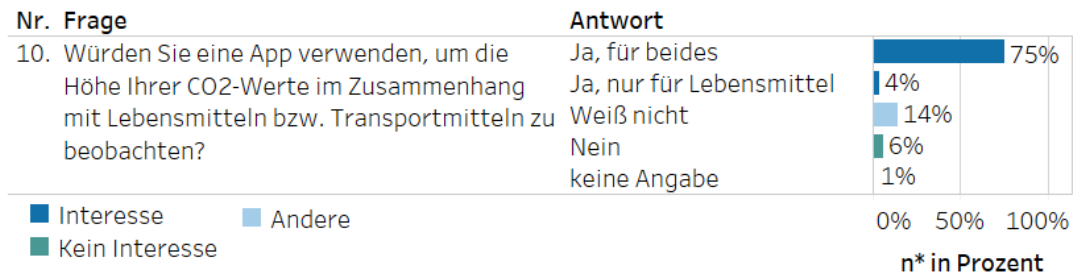 Nr. Frage Antwort
10. Würden Sie eine App verwenden, um die Ja, für beides 75%
Höhe Ihrer CO2-Werte im Zusammenhang Ja, nur für Lebensmittel 4%
mit Lebensmitteln bzw. Transportmitteln zu Weiß nicht 14%
beobachten? Nein 6%
keine Angabe 1%
Interesse Andere 0% 50% 100%
Kein Interesse
n* in Prozent